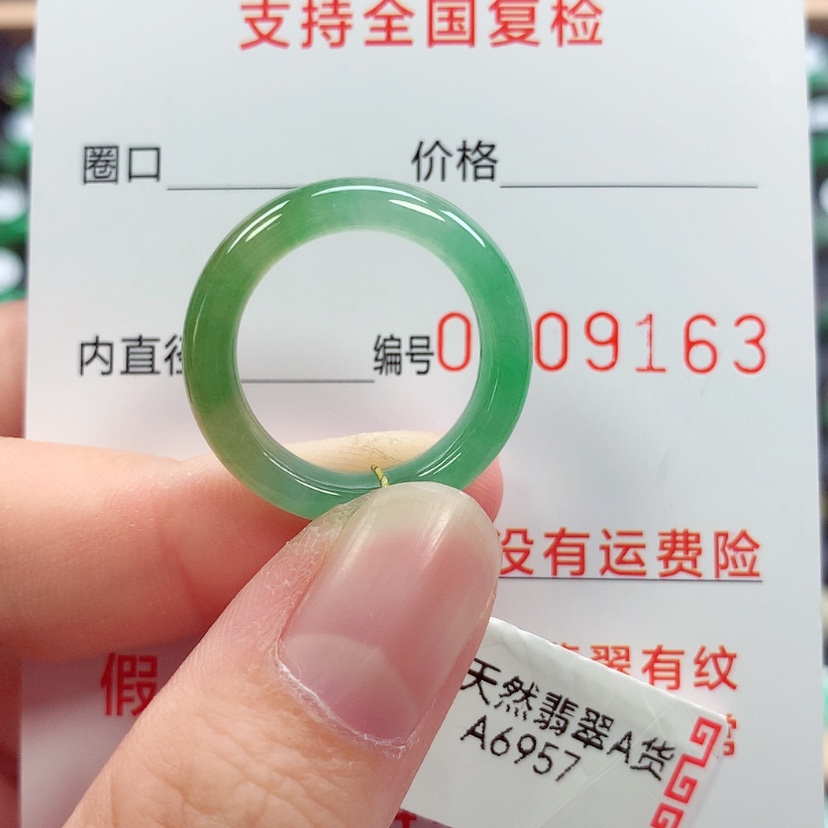 支持全国复检
圈口 价格
内直径 编号0 09163
没有运费险
假 翡翠有纹
天然翡翠A货
A6957